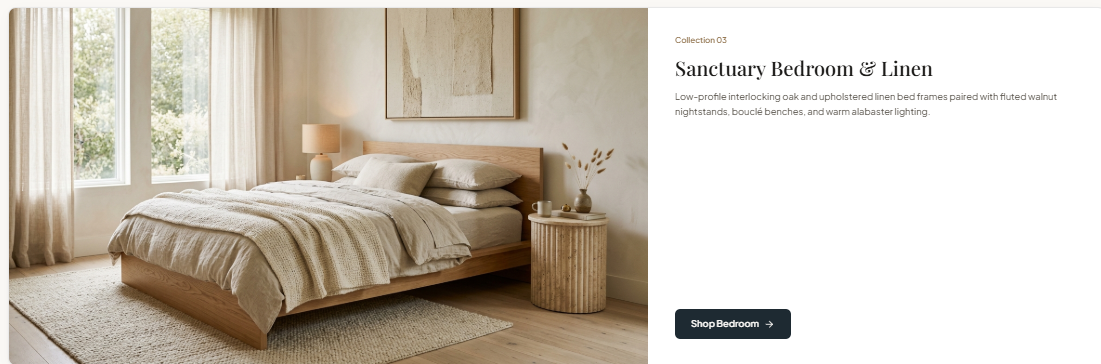 Collection 03
Sanctuary Bedroom & Linen
Low-profile interlocking oak and upholstered linen bed frames paired with fluted walnut
nightstands, bouclé benches, and warm alabaster lighting.
Shop Bedroom →